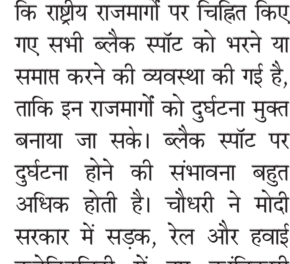 कि राष्ट्रीय राजमार्गों पर चिह्नित किए
गए सभी ब्लैक स्पॉट को भरने या
समाप्त करने की व्यवस्था की गई है,
ताकि इन राजमार्गों को दुर्घटना मुक्त
बनाया जा सके। ब्लैक स्पॉट पर
दुर्घटना होने की संभावना बहुत
अधिक होती है। चौधरी ने मोदी
सरकार में सड़क, रेल और हवाई